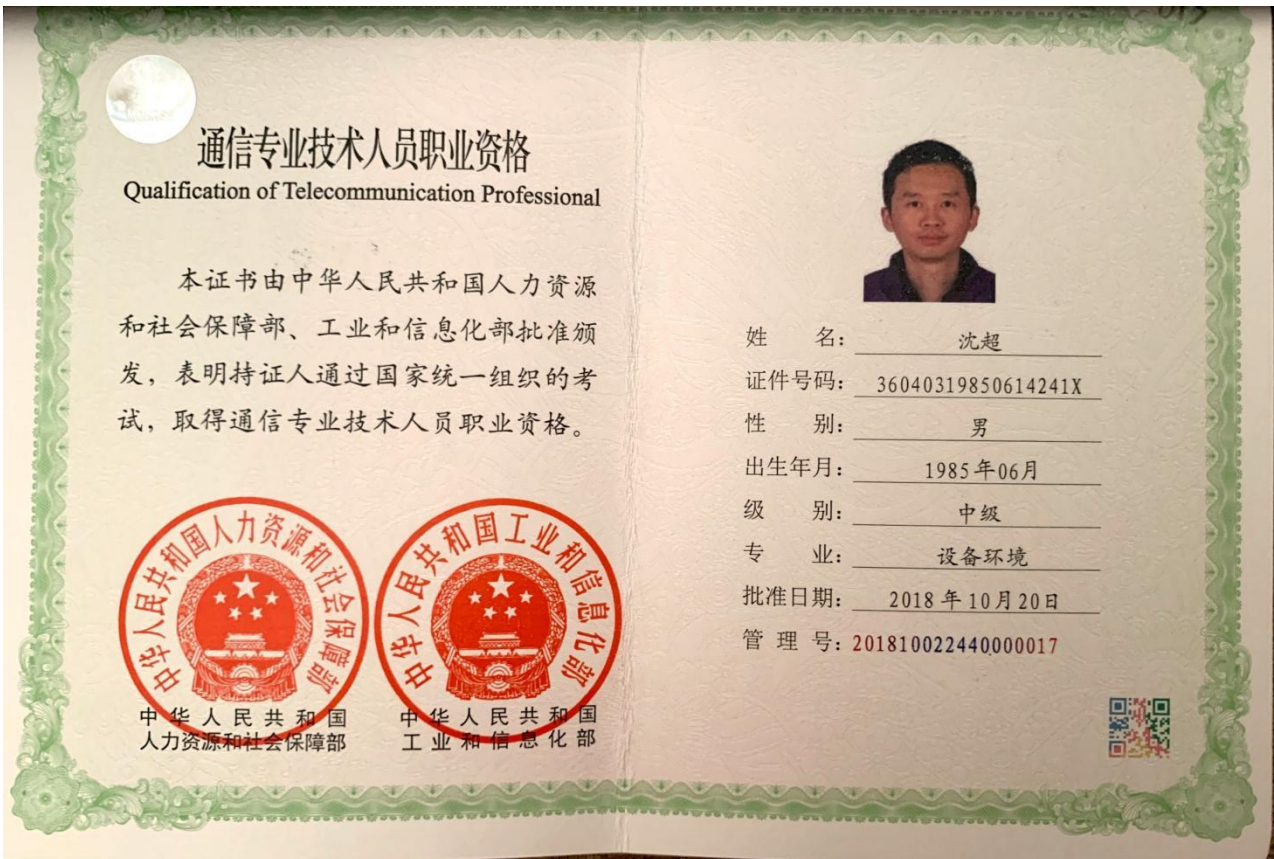 通信专业技术人员职业资格
Qualification of Telecommunication Professional
本证书由中华人民共和国人力资源
和社会保障部、工业和信息化部批准颁
发，表明持证人通过国家统一组织的考
试，取得通信专业技术人员职业资格。
中华人民共和国人力资源和社会保障部
中华人民共和国工业和信息化部
中华人民共和国
人力资源和社会保障部
中华人民共和国
工业和信息化部
017
姓 名：沈超
证件号码：36040319850614241X
性 别：男
出生年月：1985年06月
级 别：中级
专 业：设备环境
批准日期：2018年10月20日
管 理 号：201810022440000017